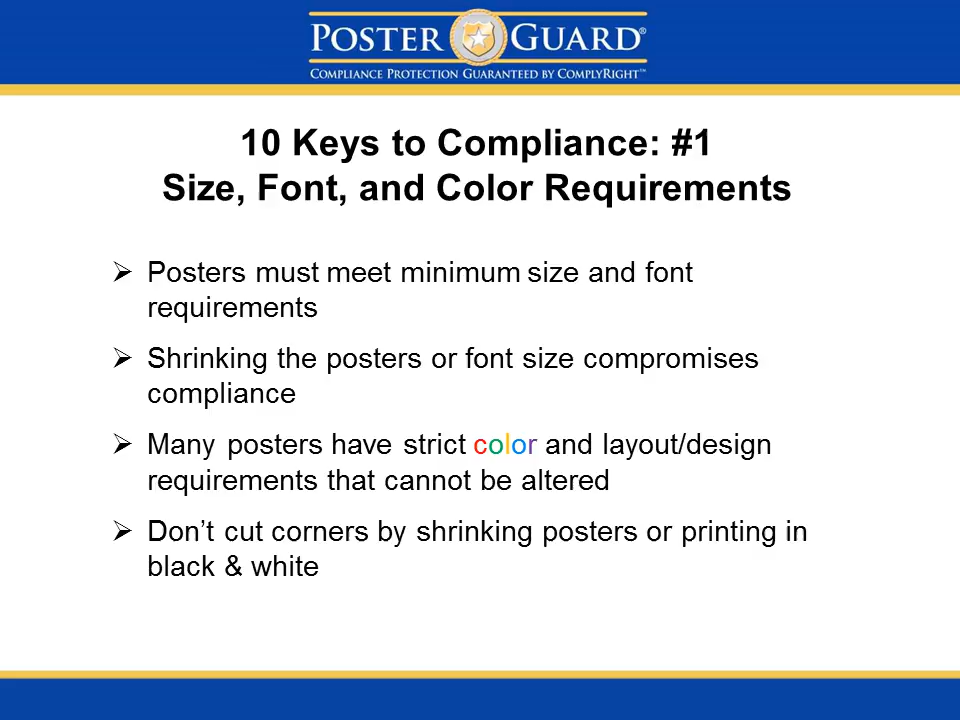 POSTER GUARD®
COMPLIANCE PROTECTION GUARANTEED BY COMPLYRIGHT™
10 Keys to Compliance: #1
Size, Font, and Color Requirements
➢ Posters must meet minimum size and font
requirements
➢ Shrinking the posters or font size compromises
compliance
➢ Many posters have strict color and layout/design
requirements that cannot be altered
➢ Don’t cut corners by shrinking posters or printing in
black & white